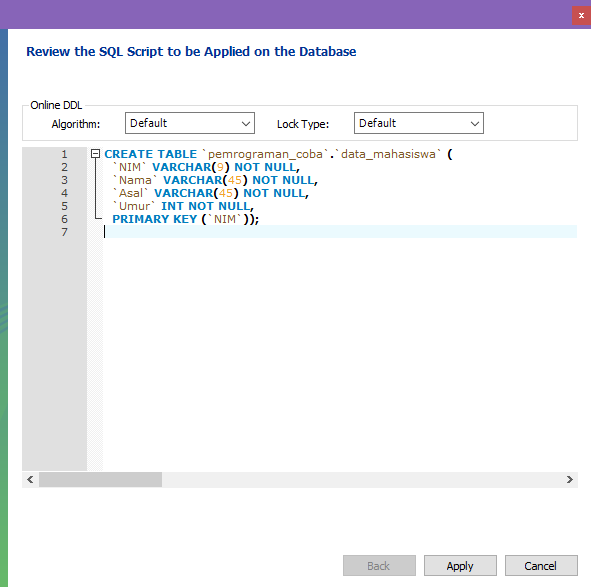 x
Review the SQL Script to be Applied on the Database
Online DDL
Algorithm: Default Lock Type: Default
1 CREATE TABLE `pemrograman_coba`.`data_mahasiswa` (
2 `NIM` VARCHAR(9) NOT NULL,
3 `Nama` VARCHAR(45) NOT NULL,
4 `Asal` VARCHAR(45) NOT NULL,
5 `Umur` INT NOT NULL,
6 PRIMARY KEY (`NIM`));
7
Back Apply Cancel